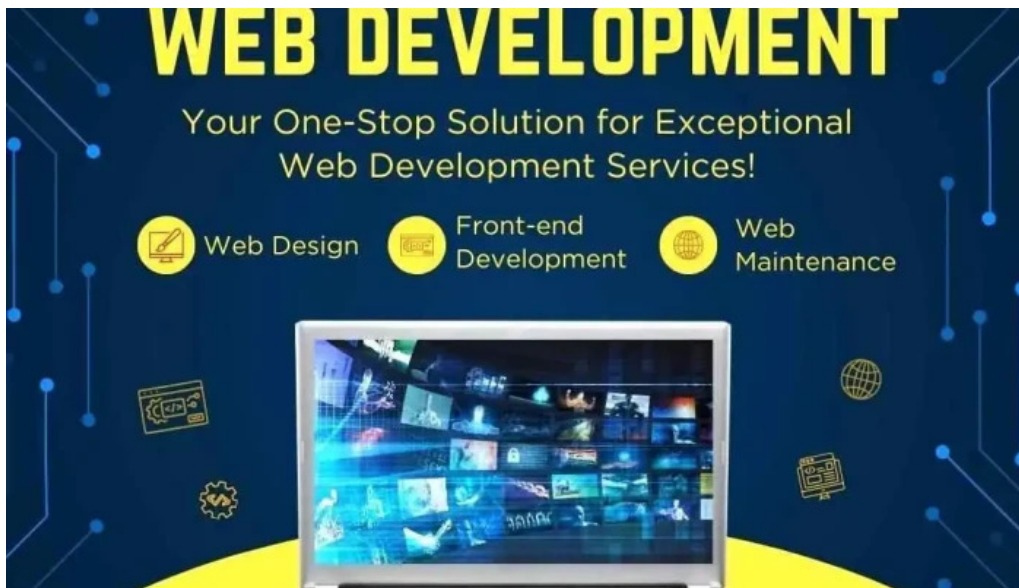 WEB DEVELOPMENT
Your One-Stop Solution for Exceptional
Web Development Services!
Web Design
Front-end
Development
Web
Maintenance